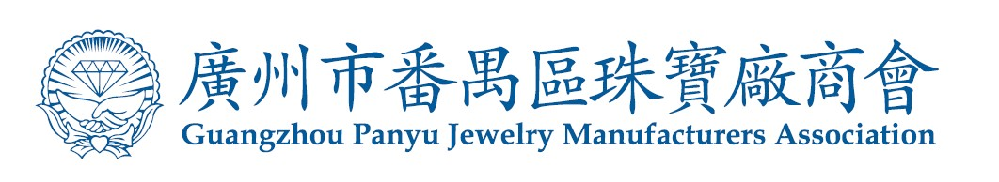 廣州市番禺區珠寶廠商會
Guangzhou Panyu Jewelry Manufacturers Association